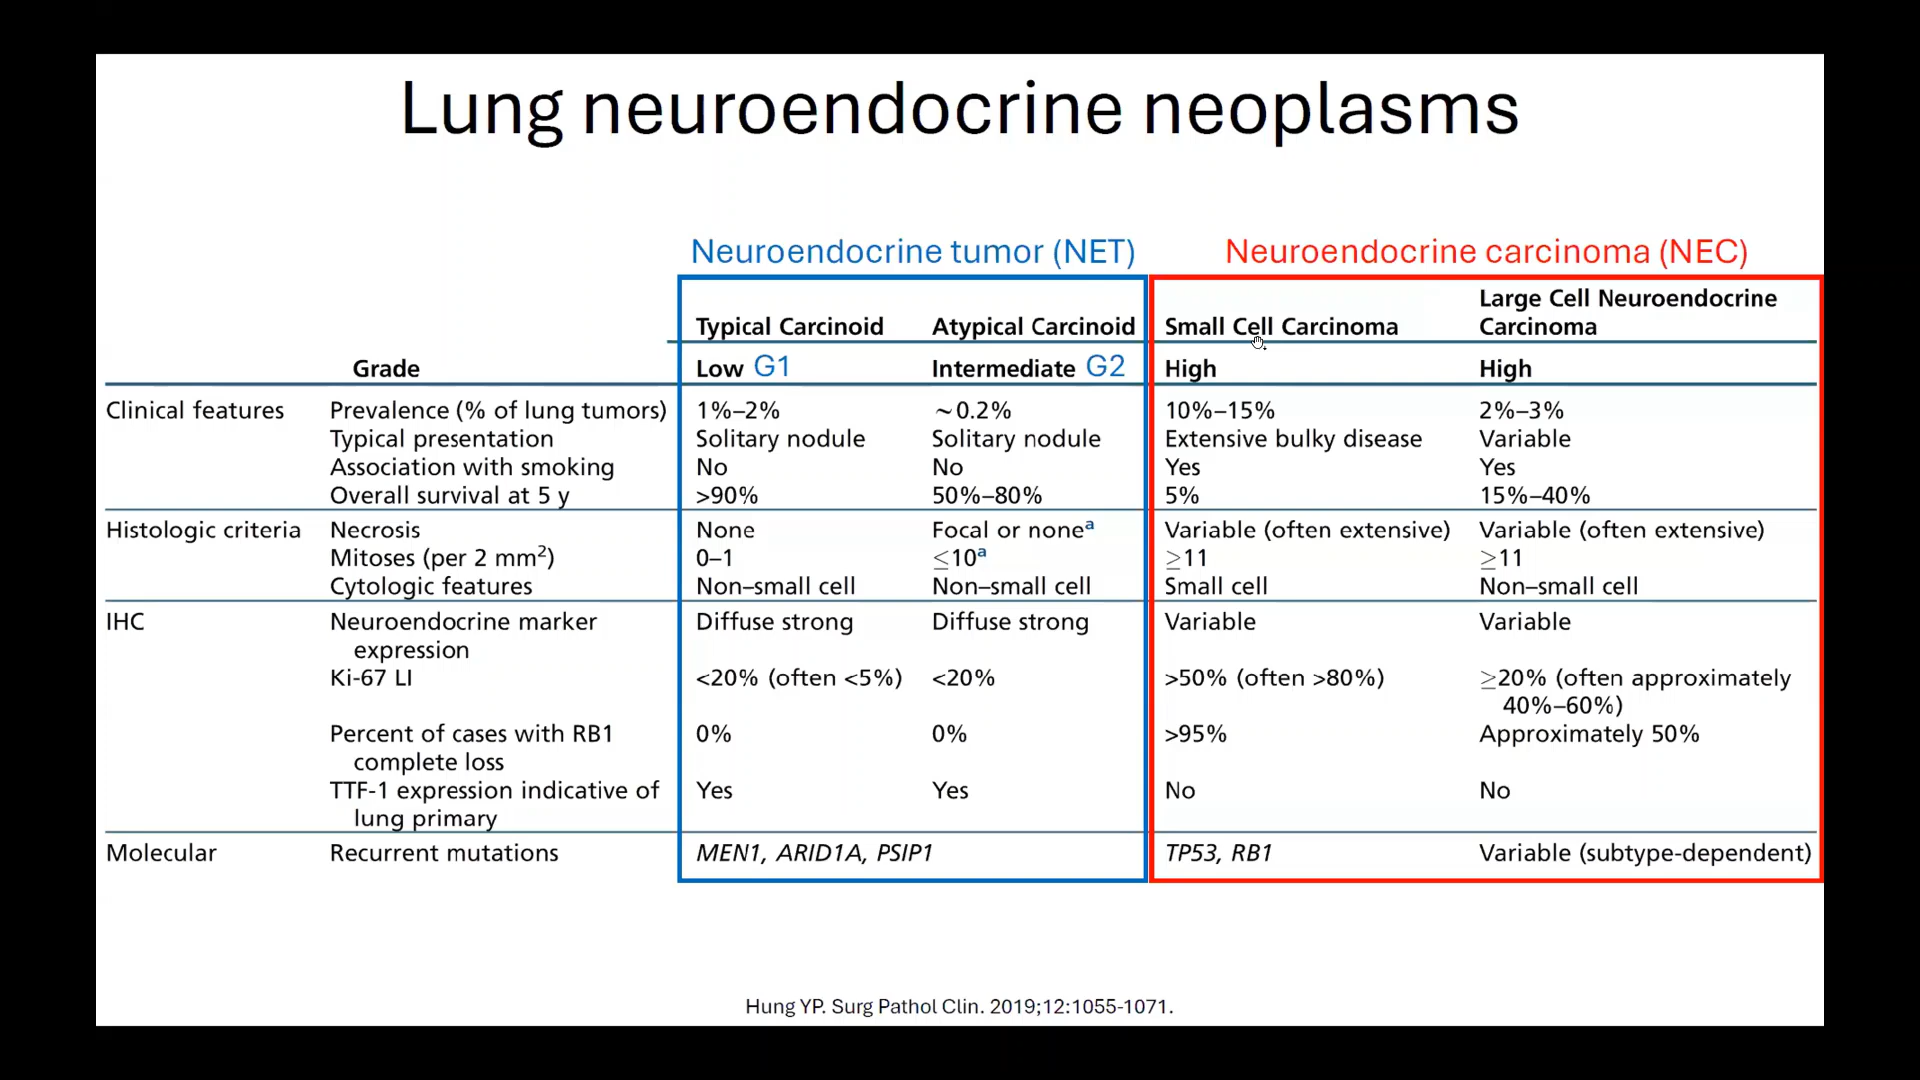 Lung neuroendocrine neoplasms
Neuroendocrine tumor (NET) Neuroendocrine carcinoma (NEC)
Typical Carcinoid Atypical Carcinoid Small Cell Carcinoma Large Cell Neuroendocrine Carcinoma
Grade Low G1 Intermediate G2 High High
Clinical features Prevalence (% of lung tumors) 1%–2% ~0.2% 10%–15% 2%–3%
Typical presentation Solitary nodule Solitary nodule Extensive bulky disease Variable
Association with smoking No No Yes Yes
Overall survival at 5 y >90% 50%–80% 5% 15%–40%
Histologic criteria Necrosis None Focal or noneᵃ Variable (often extensive) Variable (often extensive)
Mitoses (per 2 mm²) 0–1 ≤10ᵃ ≥11 ≥11
Cytologic features Non–small cell Non–small cell Small cell Non–small cell
IHC Neuroendocrine marker expression Diffuse strong Diffuse strong Variable Variable
Ki-67 LI <20% (often <5%) <20% >50% (often >80%) ≥20% (often approximately 40%–60%)
Percent of cases with RB1 complete loss 0% 0% >95% Approximately 50%
TTF-1 expression indicative of lung primary Yes Yes No No
Molecular Recurrent mutations MEN1, ARID1A, PSIP1 TP53, RB1 Variable (subtype-dependent)
Hung YP. Surg Pathol Clin. 2019;12:1055-1071.